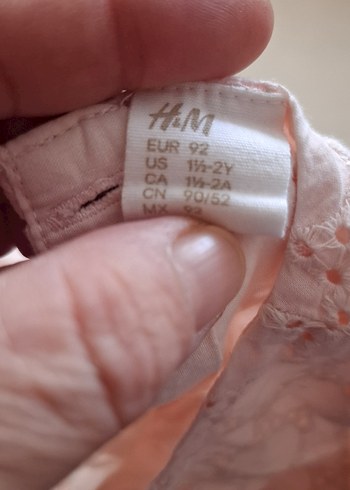 H&M
EUR 92
US 1½-2Y
CA 1½-2A
CN 90/52
MX 92